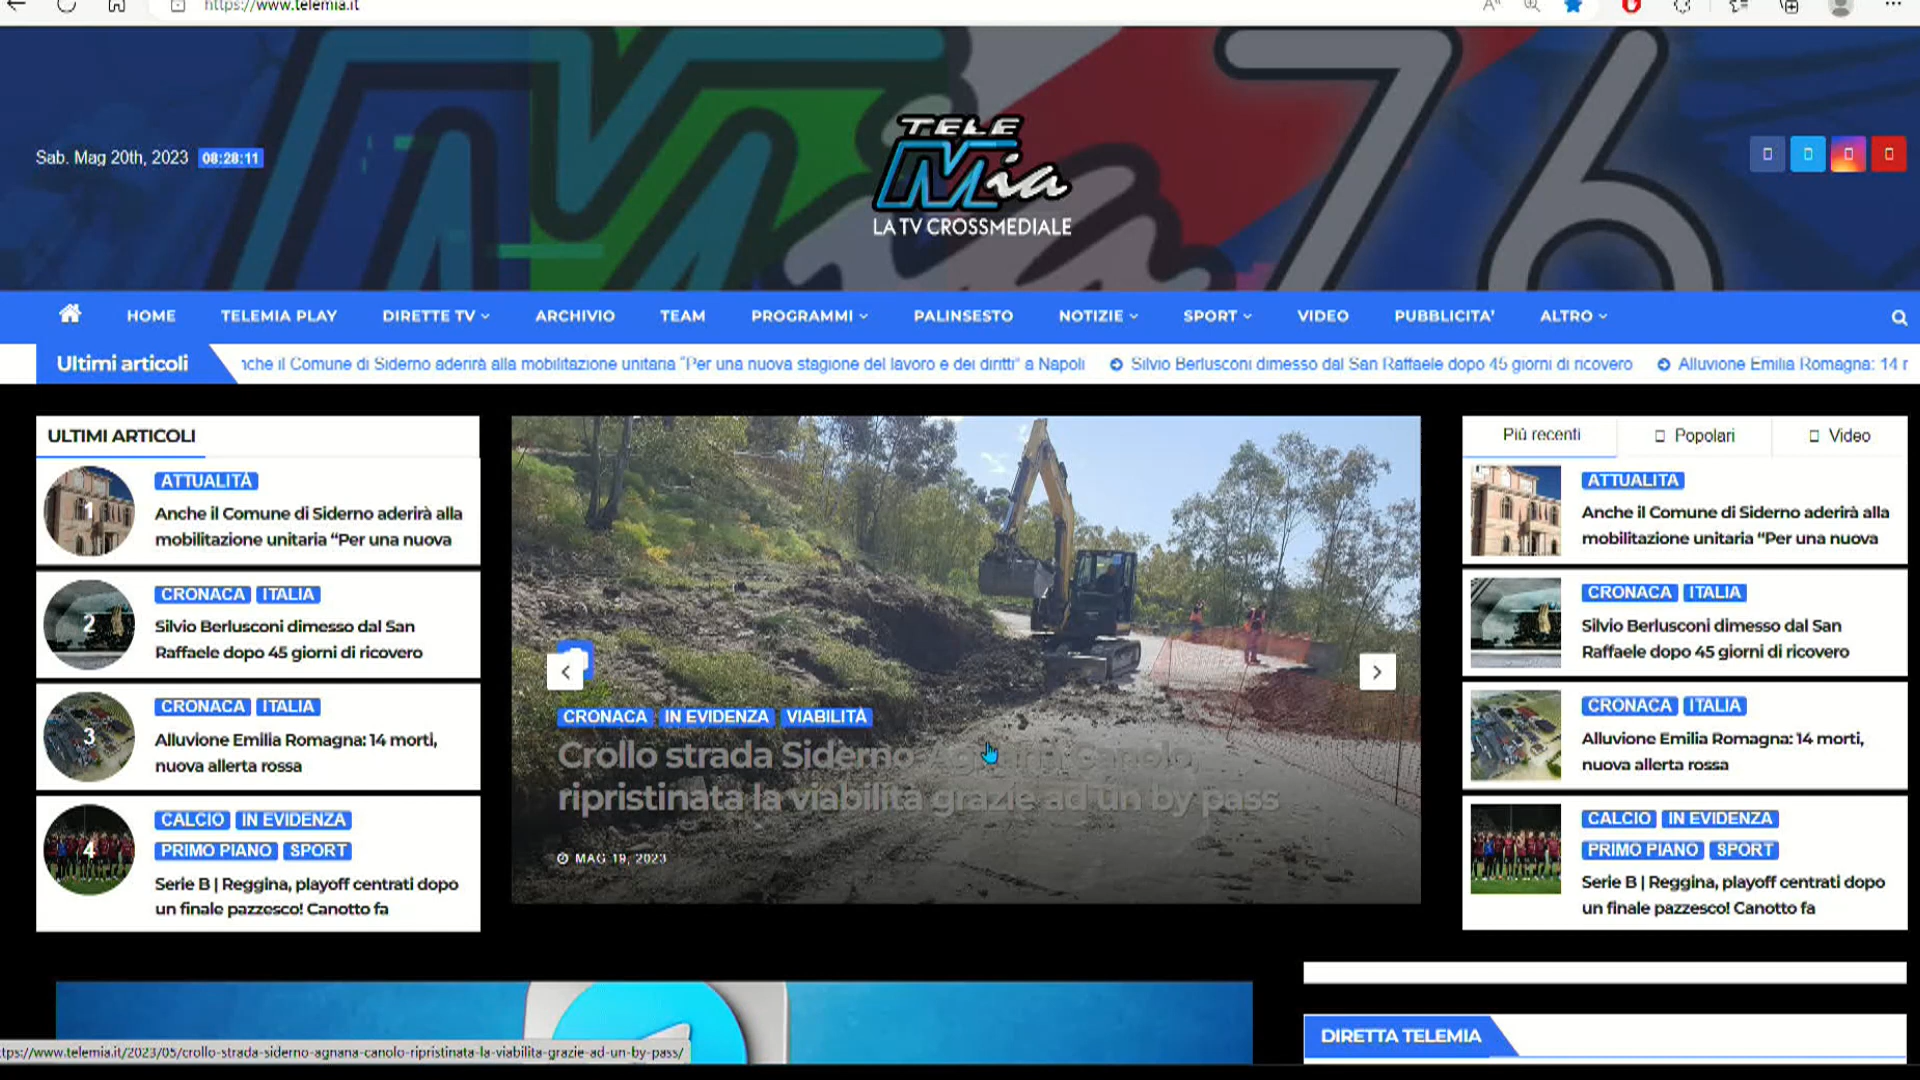 https://www.telemia.it
76
Sab. Mag 20th, 2023 08:28:11
TELE
Mia
LA TV CROSSMEDIALE
HOME TELEMIA PLAY DIRETTE TV ARCHIVIO TEAM PROGRAMMI PALINSESTO NOTIZIE SPORT VIDEO PUBBLICITA' ALTRO
Ultimi articoli nche il Comune di Siderno aderirà alla mobilitazione unitaria "Per una nuova stagione del lavoro e dei diritti" a Napoli Silvio Berlusconi dimesso dal San Raffaele dopo 45 giorni di ricovero Alluvione Emilia Romagna: 14 r
ULTIMI ARTICOLI
1
ATTUALITÀ
Anche il Comune di Siderno aderirà alla
mobilitazione unitaria “Per una nuova
2
CRONACA ITALIA
Silvio Berlusconi dimesso dal San
Raffaele dopo 45 giorni di ricovero
3
CRONACA ITALIA
Alluvione Emilia Romagna: 14 morti,
nuova allerta rossa
4
CALCIO IN EVIDENZA
PRIMO PIANO SPORT
Serie B | Reggina, playoff centrati dopo
un finale pazzesco! Canotto fa
CRONACA IN EVIDENZA VIABILITÀ
Crollo strada Siderno-Agnana Canolo,
ripristinata la viabilità grazie ad un by pass
MAG 19, 2023
Più recenti Popolari Video
ATTUALITÀ
Anche il Comune di Siderno aderirà alla
mobilitazione unitaria “Per una nuova
CRONACA ITALIA
Silvio Berlusconi dimesso dal San
Raffaele dopo 45 giorni di ricovero
CRONACA ITALIA
Alluvione Emilia Romagna: 14 morti,
nuova allerta rossa
CALCIO IN EVIDENZA
PRIMO PIANO SPORT
Serie B | Reggina, playoff centrati dopo
un finale pazzesco! Canotto fa
DIRETTA TELEMIA
tps://www.telemia.it/2023/05/crollo-strada-siderno-agnana-canolo-ripristinata-la-viabilita-grazie-ad-un-by-pass/